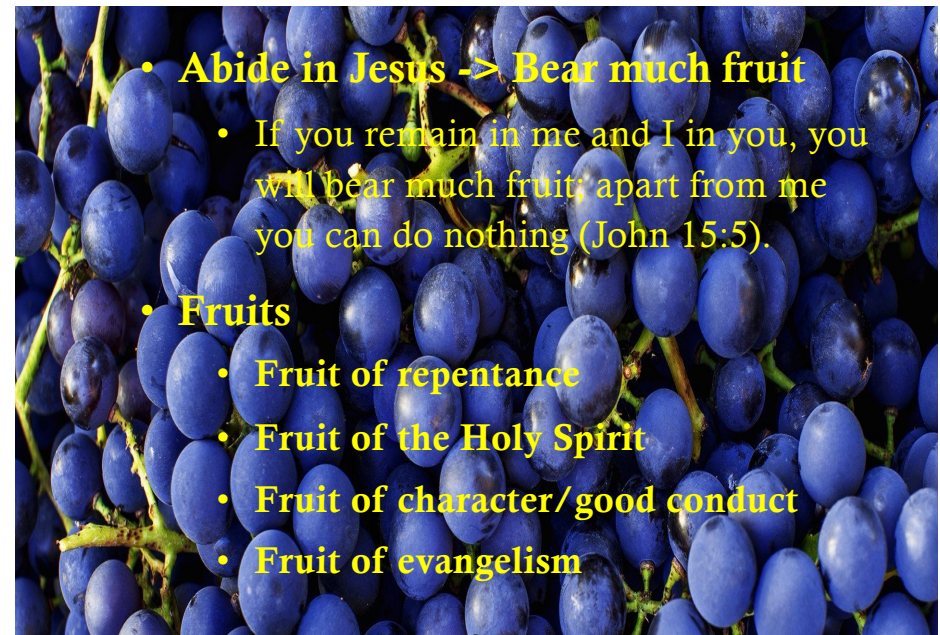 • Abide in Jesus -> Bear much fruit
• If you remain in me and I in you, you
will bear much fruit; apart from me
you can do nothing (John 15:5).
• Fruits
• Fruit of repentance
• Fruit of the Holy Spirit
• Fruit of character/good conduct
• Fruit of evangelism